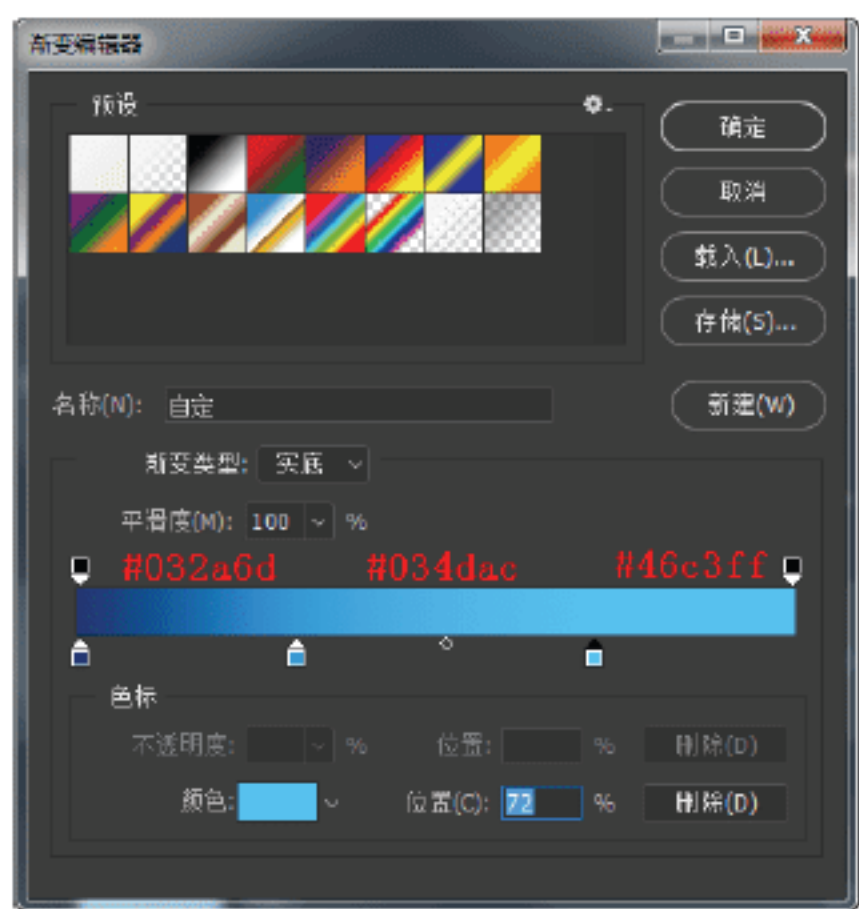 渐变编辑器
预设
确定
取消
载入(L)...
存储(S)...
名称(N): 自定
新建(W)
渐变类型: 实底
平滑度(M): 100 %
#032a6d #034dac #46c3ff
色标
不透明度: % 位置: % 删除(D)
颜色: 位置(C): 72 % 删除(D)